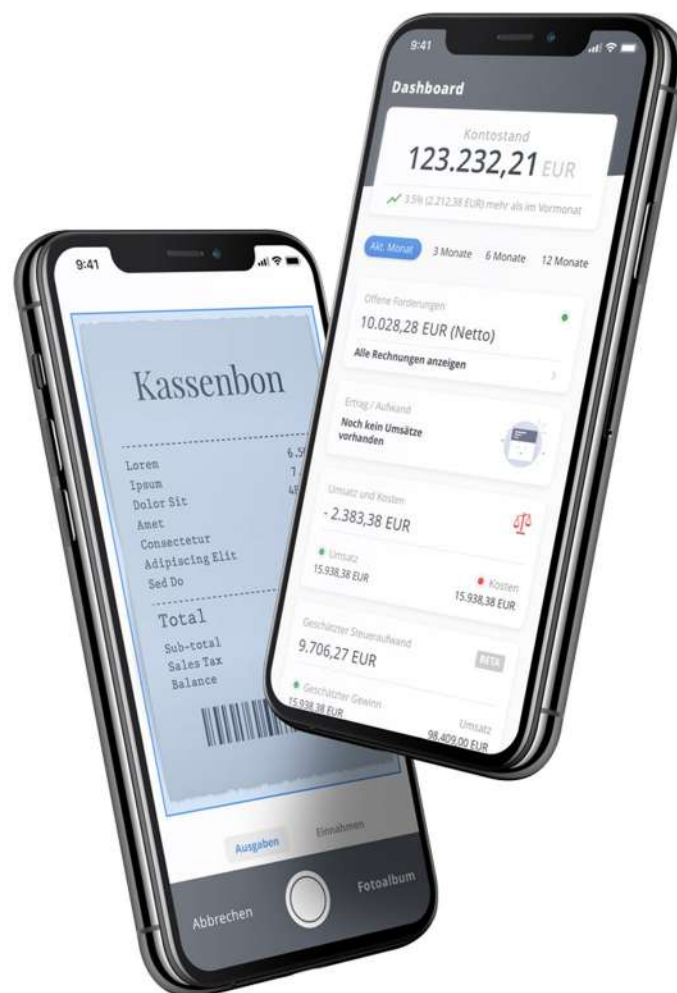 9:41
Kassenbon
Lorem 6.50
Ipsum 7.
Dolor Sit 48
Amet
Consectetur
Adipiscing Elit
Sed Do
Total
Sub-total
Sales Tax
Balance
Ausgaben
Einnahmen
Abbrechen
Fotoalbum
9:41
Dashboard
Kontostand
123.232,21 EUR
3.5% (2.212,38 EUR) mehr als im Vormonat
Akt. Monat 3 Monate 6 Monate 12 Monate
Offene Forderungen
10.028,28 EUR (Netto)
Alle Rechnungen anzeigen
Ertrag / Aufwand
Noch kein Umsätze
vorhanden
Umsatz und Kosten
- 2.383,38 EUR
Umsatz Kosten
15.938,38 EUR 15.938,38 EUR
Geschätzter Steueraufwand
9.706,27 EUR BETA
Geschätzter Gewinn Umsatz
15.938,38 EUR 98.409,00 EUR